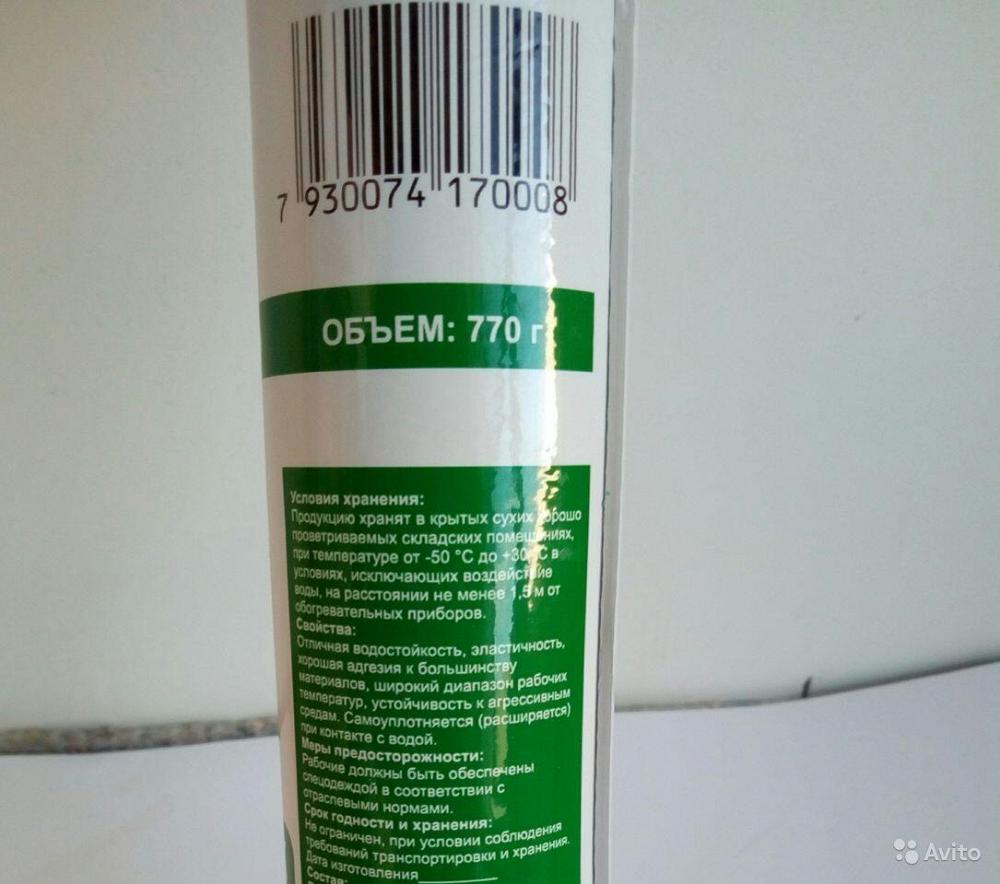 7 930074 170008
ОБЪЕМ: 770 г
Условия хранения:
Продукцию хранят в крытых сухих хорошо
проветриваемых складских помещениях,
при температуре от -50 °С до +30 °С в
условиях, исключающих воздействие
воды, на расстоянии не менее 1,5 м от
обогревательных приборов.
Свойства:
Отличная водостойкость, эластичность,
хорошая адгезия к большинству
материалов, широкий диапазон рабочих
температур, устойчивость к агрессивным
средам. Самоуплотняется (расширяется)
при контакте с водой.
Меры предосторожности:
Рабочие должны быть обеспечены
спецодеждой в соответствии с
отраслевыми нормами.
Срок годности и хранения:
Не ограничен, при условии соблюдения
требований транспортировки и хранения.
Дата изготовления
Состав:
Avito